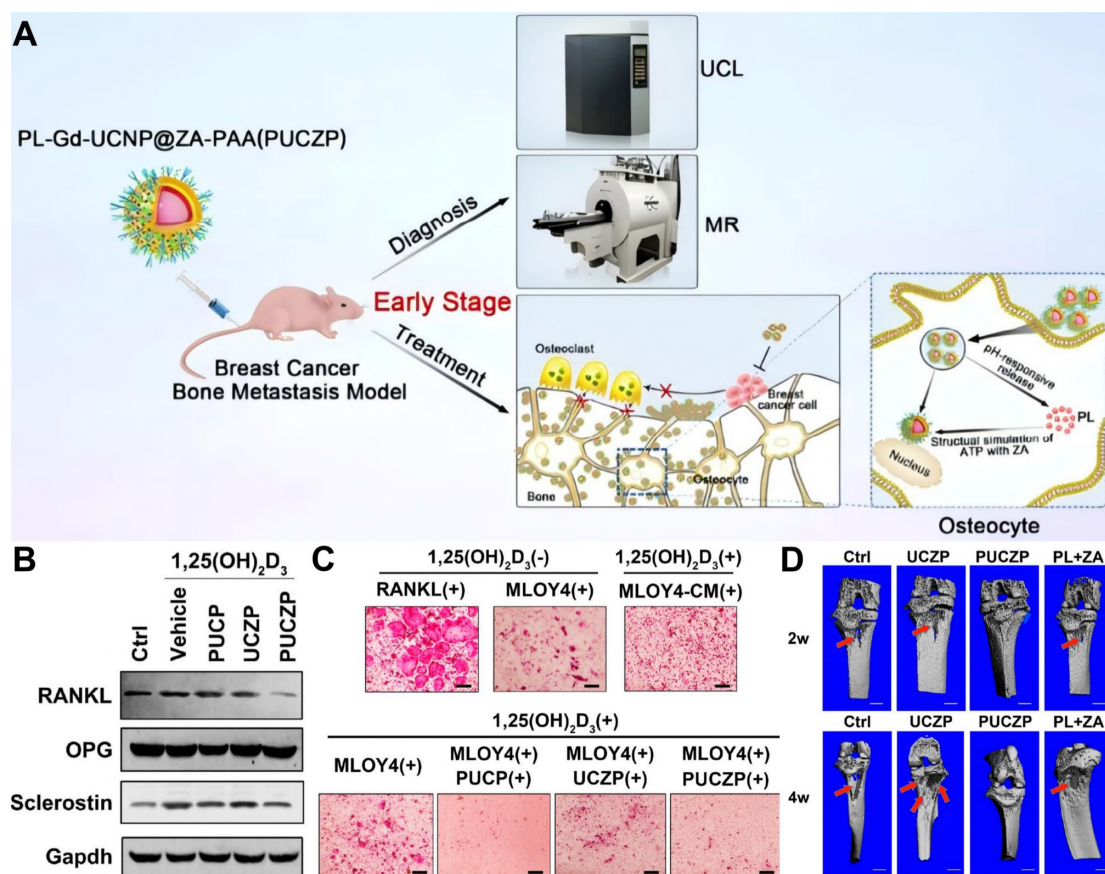 A
PL-Gd-UCNP@ZA-PAA(PUCZP)
Breast Cancer
Bone Metastasis Model
Diagnosis
Early Stage
Treatment
UCL
MR
Osteoclast
Breast
cancer cell
Bone
Osteocyte
pH-responsive
release
PL
Structual simulation of
ATP with ZA
Nucleus
Osteocyte
B
1,25(OH)₂D₃
Ctrl
Vehicle
PUCP
UCZP
PUCZP
RANKL
OPG
Sclerostin
Gapdh
C
1,25(OH)₂D₃(-)
1,25(OH)₂D₃(+)
RANKL(+)
MLOY4(+)
MLOY4-CM(+)
1,25(OH)₂D₃(+)
MLOY4(+)
MLOY4(+)
PUCP(+)
MLOY4(+)
UCZP(+)
MLOY4(+)
PUCZP(+)
D
Ctrl
UCZP
PUCZP
PL+ZA
2w
Ctrl
UCZP
PUCZP
PL+ZA
4w